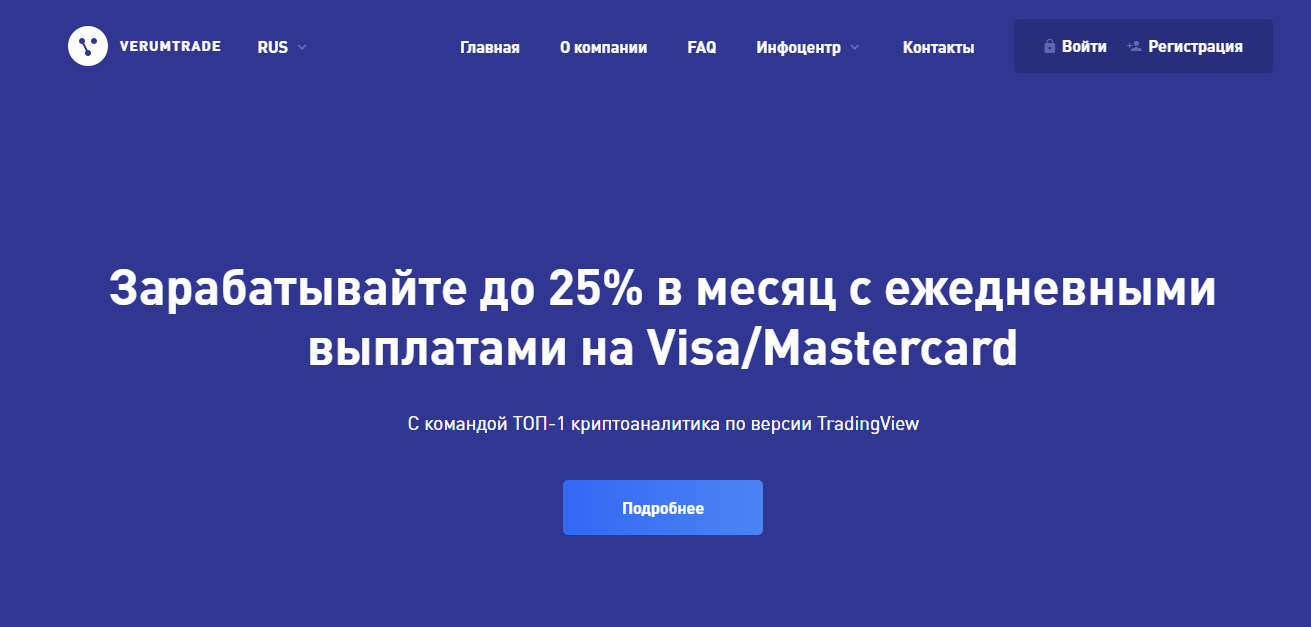 VERUMTRADE
RUS
Главная
О компании
FAQ
Инфоцентр
Контакты
Войти
Регистрация
Зарабатывайте до 25% в месяц с ежедневными
выплатами на Visa/Mastercard
С командой ТОП-1 криптоаналитика по версии TradingView
Подробнее